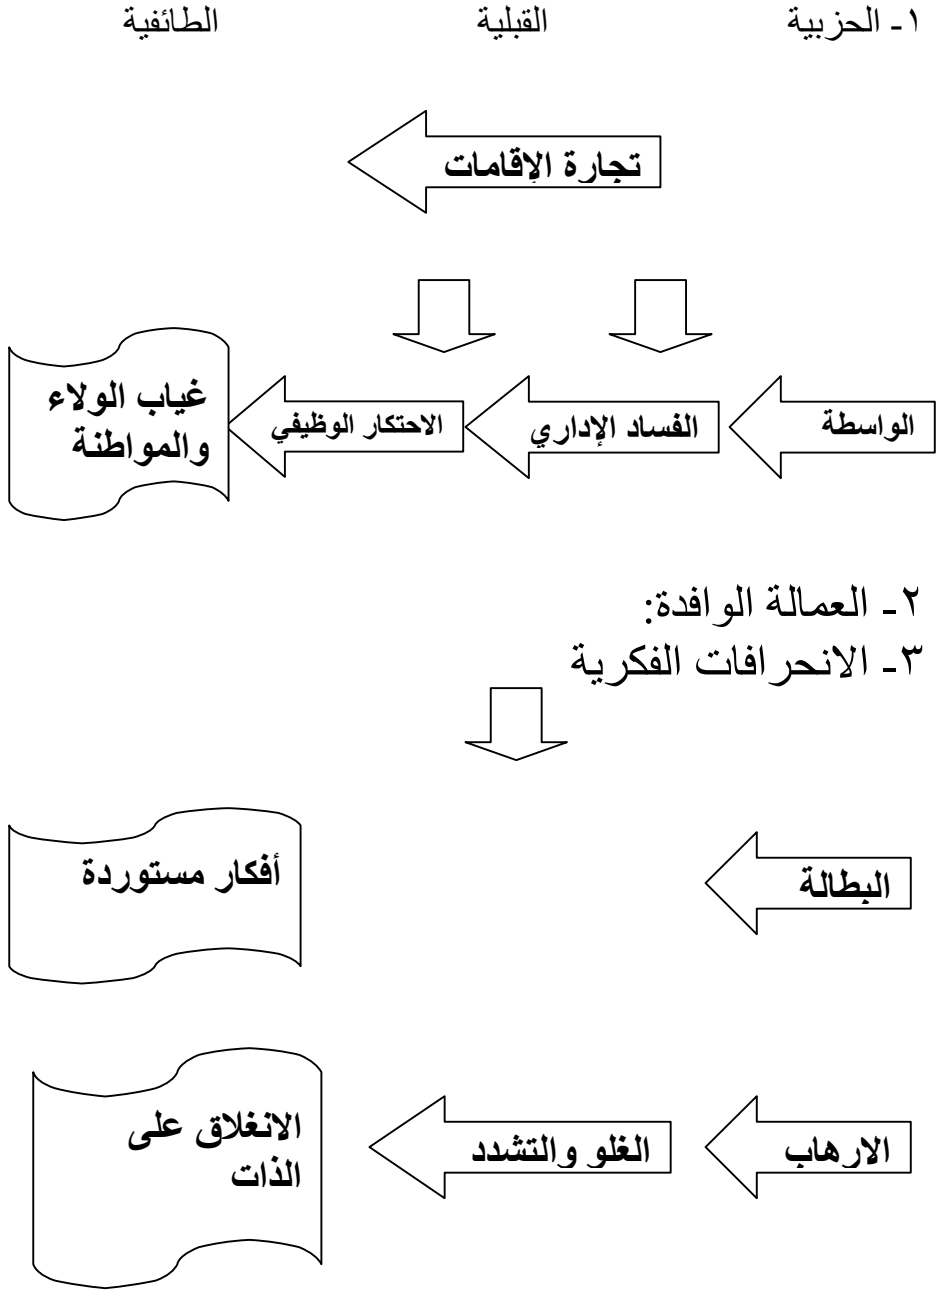 ١- الحزبية القبلية الطائفية
تجارة الإقامات
الواسطة
الفساد الإداري
الاحتكار الوظيفي
غياب الولاء
والمواطنة
٢- العمالة الوافدة:
٣- الانحرافات الفكرية
البطالة
أفكار مستوردة
الارهاب
الغلو والتشدد
الانغلاق على
الذات